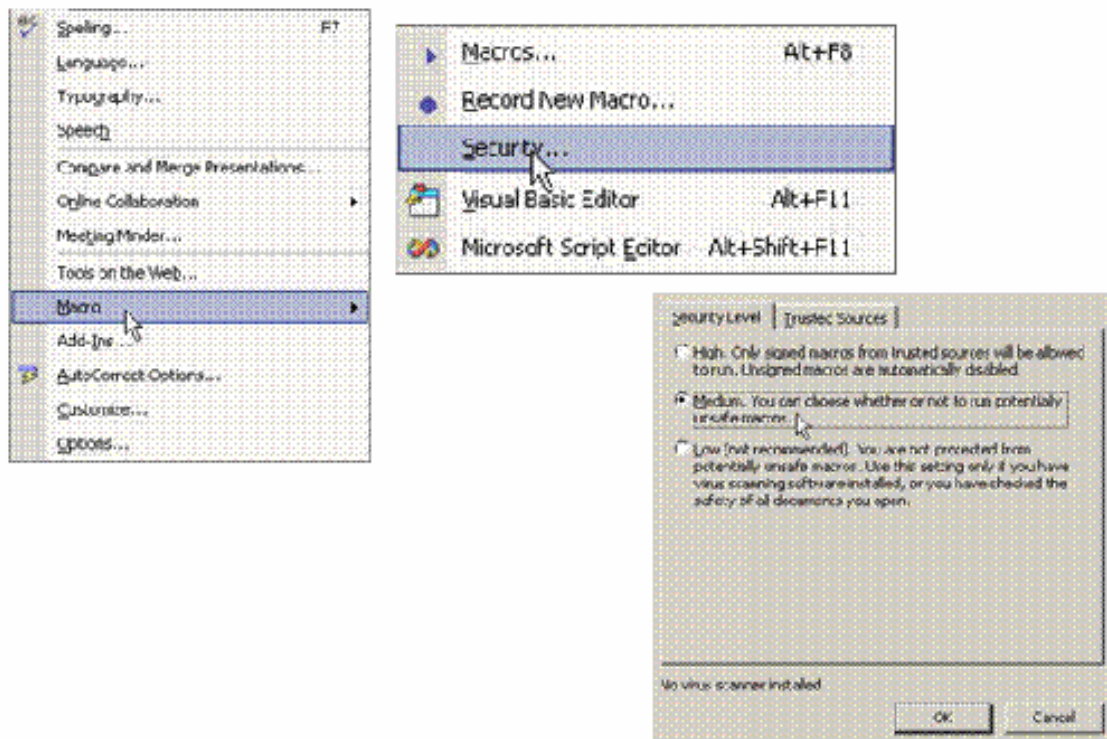 Spelling... F7
Language...
Typography...
Speech
Compare and Merge Presentations...
Online Collaboration
Meeting Minder...
Tools on the Web...
Macro
Add-Ins...
AutoCorrect Options...
Customize...
Options...
Macros... Alt+F8
Record New Macro...
Security...
Visual Basic Editor Alt+F11
Microsoft Script Editor Alt+Shift+F11
Security Level Trusted Sources
High. Only signed macros from trusted sources will be allowed
to run. Unsigned macros are automatically disabled.
Medium. You can choose whether or not to run potentially
unsafe macros.
Low (not recommended). You are not protected from
potentially unsafe macros. Use this setting only if you have
virus scanning software installed, or you have checked the
safety of all documents you open.
No virus scanner installed
OK Cancel